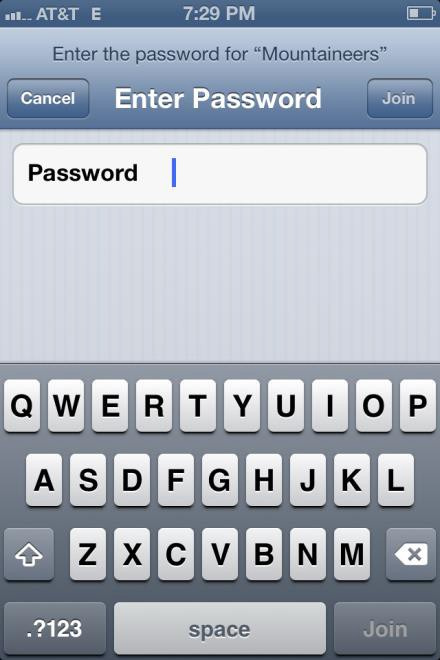 AT&T E 7:29 PM
Enter the password for “Mountaineers”
Cancel Enter Password Join
Password
Q W E R T Y U I O P
A S D F G H J K L
Z X C V B N M
.?123 space Join